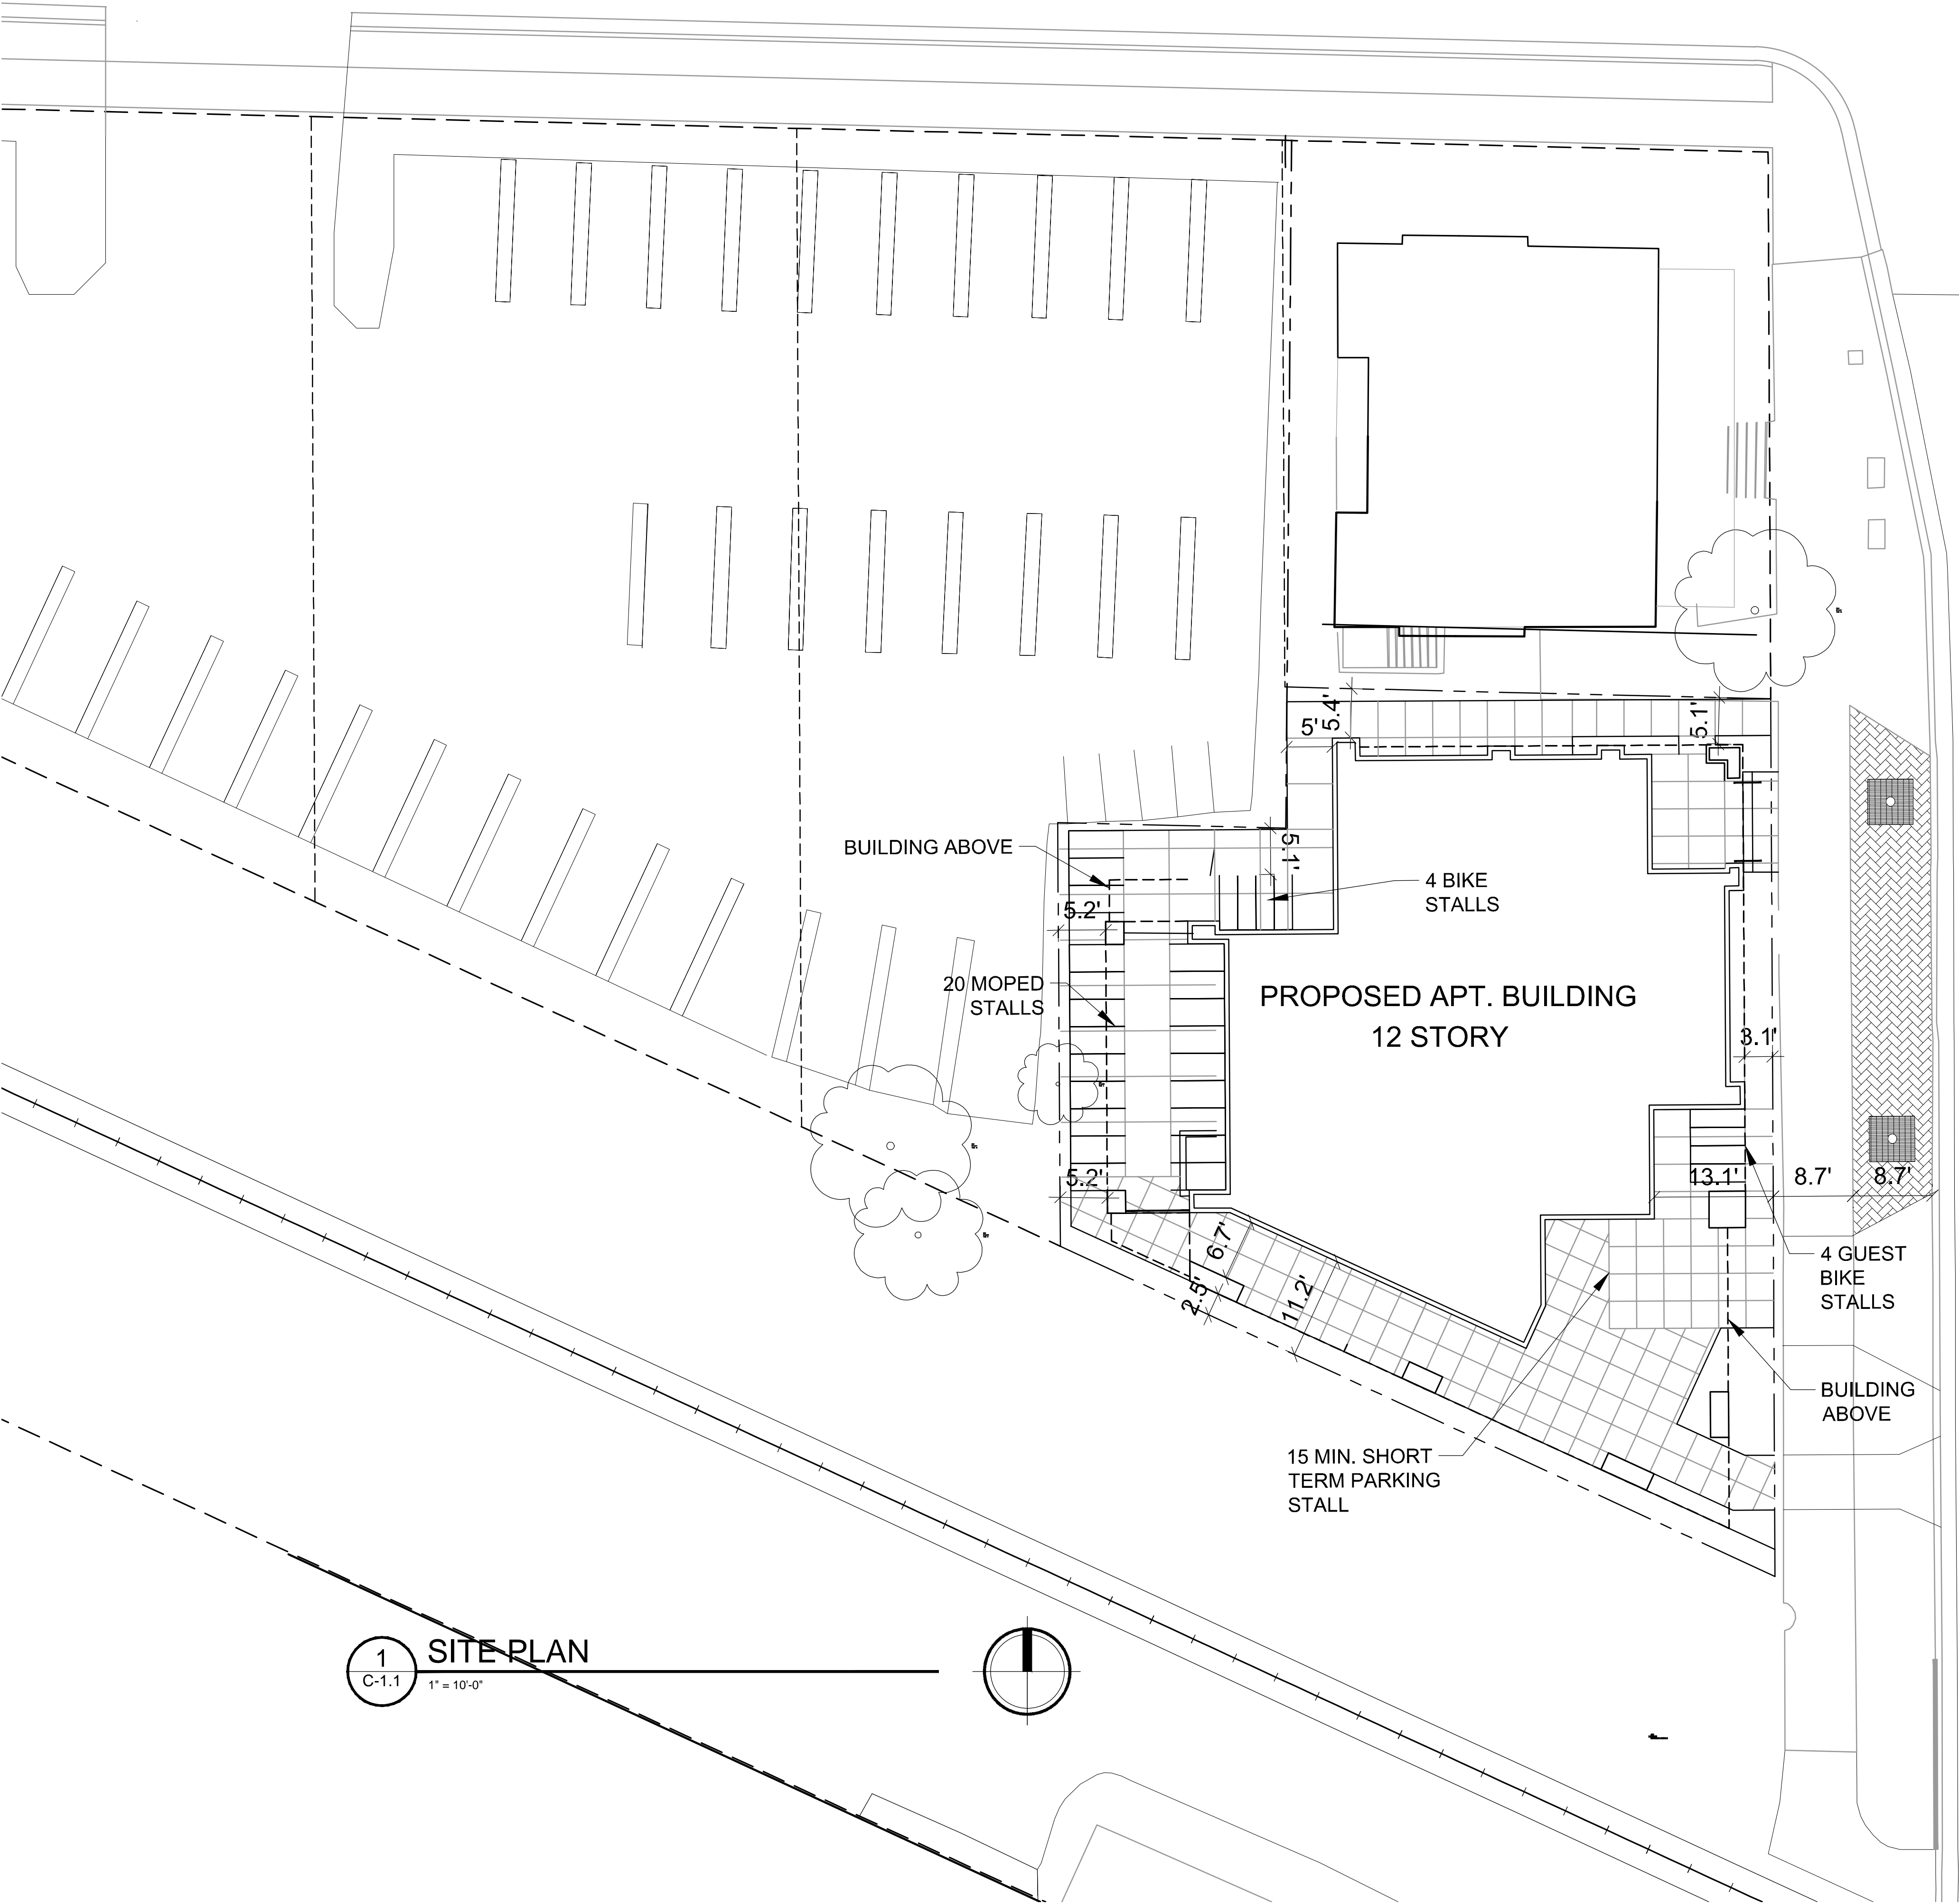 5.4'
5'
5.1'
BUILDING ABOVE
5.1'
4 BIKE
STALLS
5.2'
20 MOPED
STALLS
PROPOSED APT. BUILDING
12 STORY
3.1'
5.2'
13.1'
8.7'
8.7'
6.7'
2.5'
11.2'
4 GUEST
BIKE
STALLS
BUILDING
ABOVE
15 MIN. SHORT
TERM PARKING
STALL
1
C-1.1
SITE PLAN
1" = 10'-0"